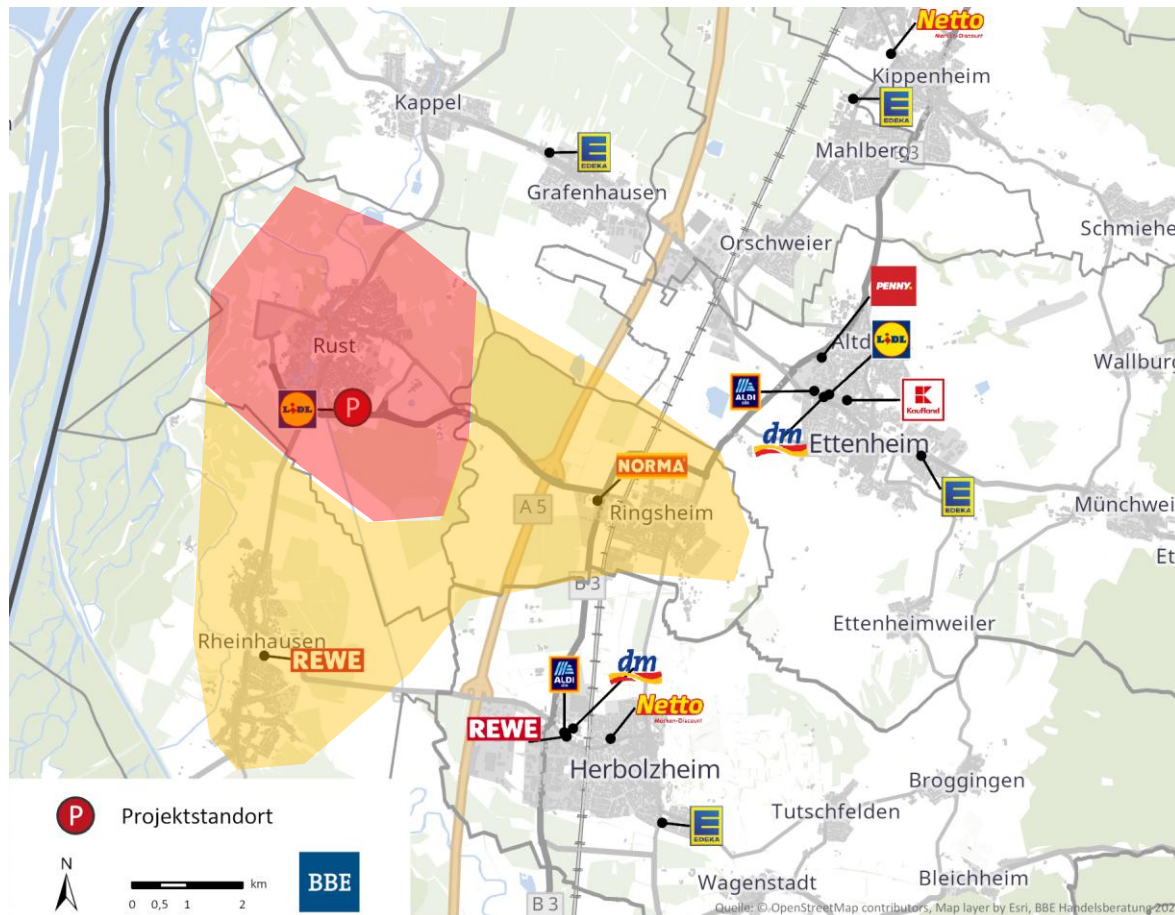 Netto
Marken-Discount
Kippenheim
Kappel
E
EDEKA
Mahlberg
3
E
EDEKA
Grafenhausen
Orschweier
Schmiehe
PENNY.
Rust
Altd
LIDL
Wallburg
LIDL
P
ALDI
SÜD
K
Kaufland
dm
Ettenheim
NORMA
A 5
Ringsheim
E
EDEKA
Münchwei
Et
B 3
Rheinhausen
REWE
Ettenheimweiler
ALDI
SÜD
dm
Netto
Marken-Discount
REWE
Herbolzheim
Broggingen
P
Projektstandort
Tutschfelden
E
EDEKA
N
km
BBE
0 0,5 1 2
Wagenstadt
Bleichheim
B 3
Quelle: © OpenStreetMap contributors, Map layer by Esri, BBE Handelsberatung 202